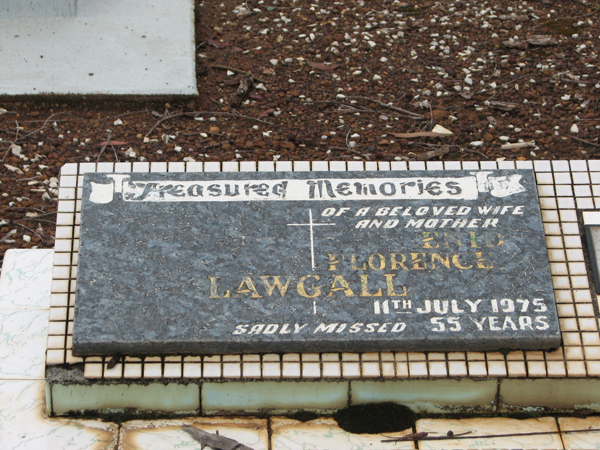 Treasured Memories
OF A BELOVED WIFE
AND MOTHER
ENID
FLORENCE
LAWGALL
11TH JULY 1975
SADLY MISSED 55 YEARS